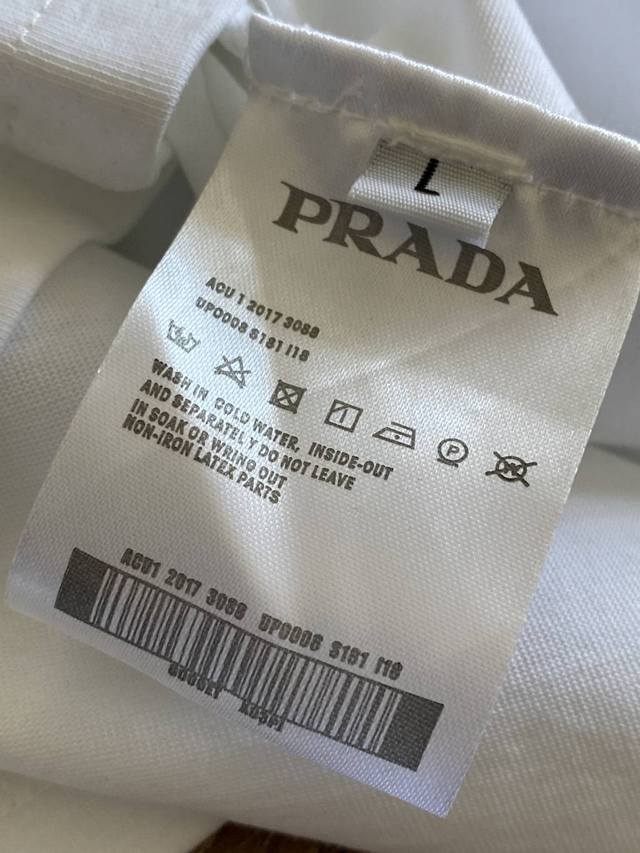 L
PRADA
ACU 1 2017 3088
UP0008 S181 I18
P
WASH IN COLD WATER, INSIDE-OUT
AND SEPARATELY DO NOT LEAVE
IN SOAK OR WRING OUT
NON-IRON LATEX PARTS
ACU1 2017 3088 UP0008 S181 I18